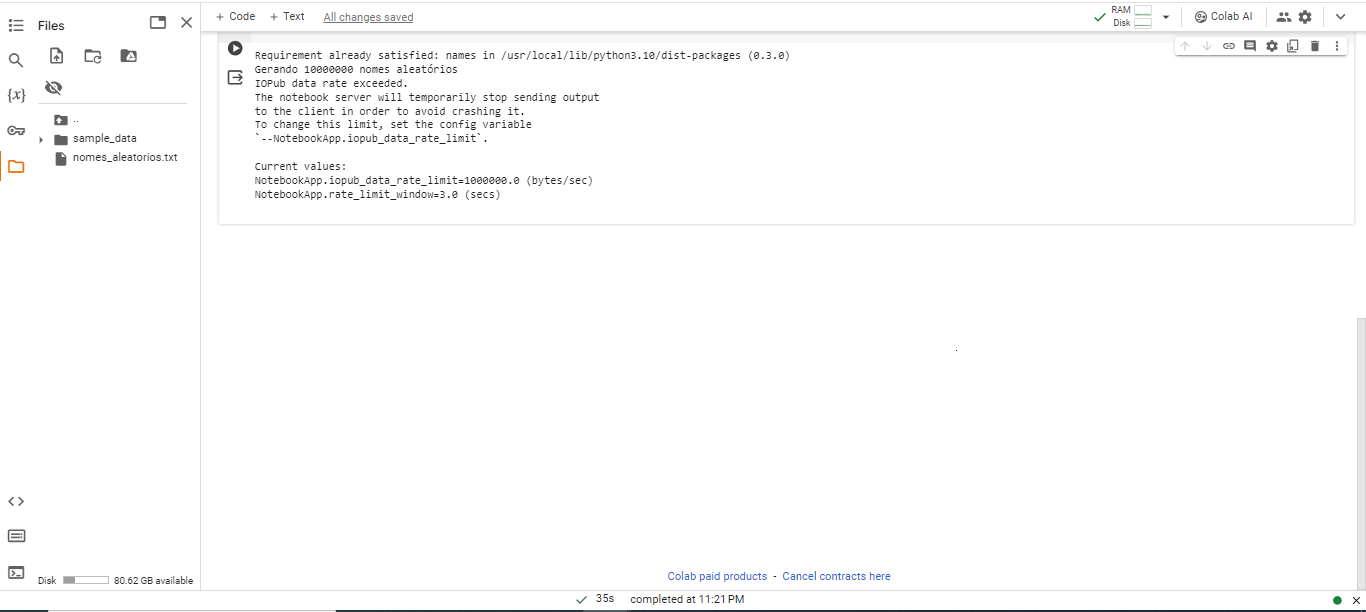 Files
+ Code + Text All changes saved
RAM
Disk
Colab AI
{x}
..
sample_data
nomes_aleatorios.txt
Requirement already satisfied: names in /usr/local/lib/python3.10/dist-packages (0.3.0)
Gerando 10000000 nomes aleatórios
IOPub data rate exceeded.
The notebook server will temporarily stop sending output
to the client in order to avoid crashing it.
To change this limit, set the config variable
`--NotebookApp.iopub_data_rate_limit`.
Current values:
NotebookApp.iopub_data_rate_limit=1000000.0 (bytes/sec)
NotebookApp.rate_limit_window=3.0 (secs)
Disk 80.62 GB available
Colab paid products - Cancel contracts here
35s completed at 11:21 PM